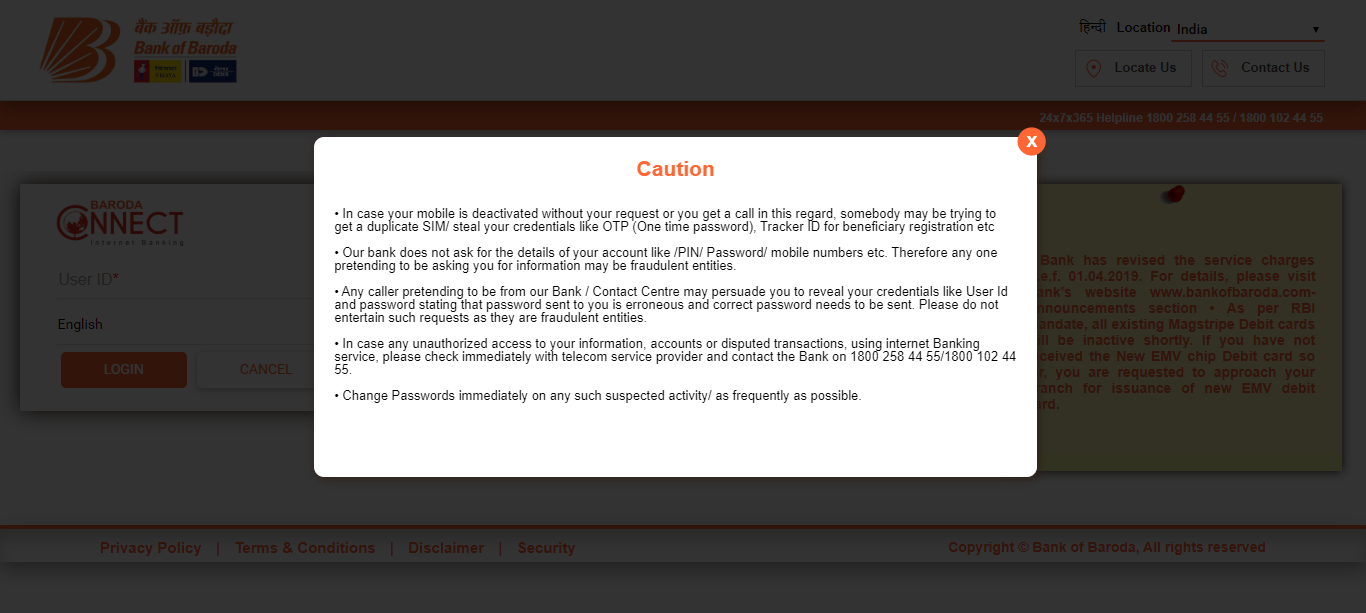 बैंक ऑफ़ बड़ौदा
Bank of Baroda
हिन्दी Location India
Locate Us Contact Us
24x7x365 Helpline 1800 258 44 55 / 1800 102 44 55
X
Caution
• In case your mobile is deactivated without your request or you get a call in this regard, somebody may be trying to
get a duplicate SIM/ steal your credentials like OTP (One time password), Tracker ID for beneficiary registration etc
• Our bank does not ask for the details of your account like /PIN/ Password/ mobile numbers etc. Therefore any one
pretending to be asking you for information may be fraudulent entities.
• Any caller pretending to be from our Bank / Contact Centre may persuade you to reveal your credentials like User Id
and password stating that password sent to you is erroneous and correct password needs to be sent. Please do not
entertain such requests as they are fraudulent entities.
• In case any unauthorized access to your information, accounts or disputed transactions, using internet Banking
service, please check immediately with telecom service provider and contact the Bank on 1800 258 44 55/1800 102 44
55.
• Change Passwords immediately on any such suspected activity/ as frequently as possible.
BARODA
CONNECT
Internet Banking
User ID*
English
LOGIN CANCEL
Bank has revised the service charges
e.f. 01.04.2019. For details, please visit
ank's website www.bankofbaroda.com-
nnouncements section • As per RBI
andate, all existing Magstripe Debit cards
ll be inactive shortly. If you have not
ceived the New EMV chip Debit card so
r, you are requested to approach your
ranch for issuance of new EMV debit
rd.
Privacy Policy | Terms & Conditions | Disclaimer | Security
Copyright © Bank of Baroda, All rights reserved